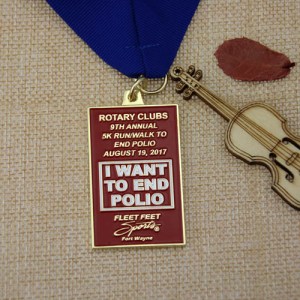 ROTARY CLUBS
9TH ANNUAL
5K RUN/WALK TO
END POLIO
AUGUST 19, 2017
I WANT
TO END
POLIO
FLEET FEET
Sports®
Fort Wayne